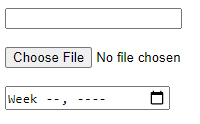 Choose File No file chosen
Week --, ----